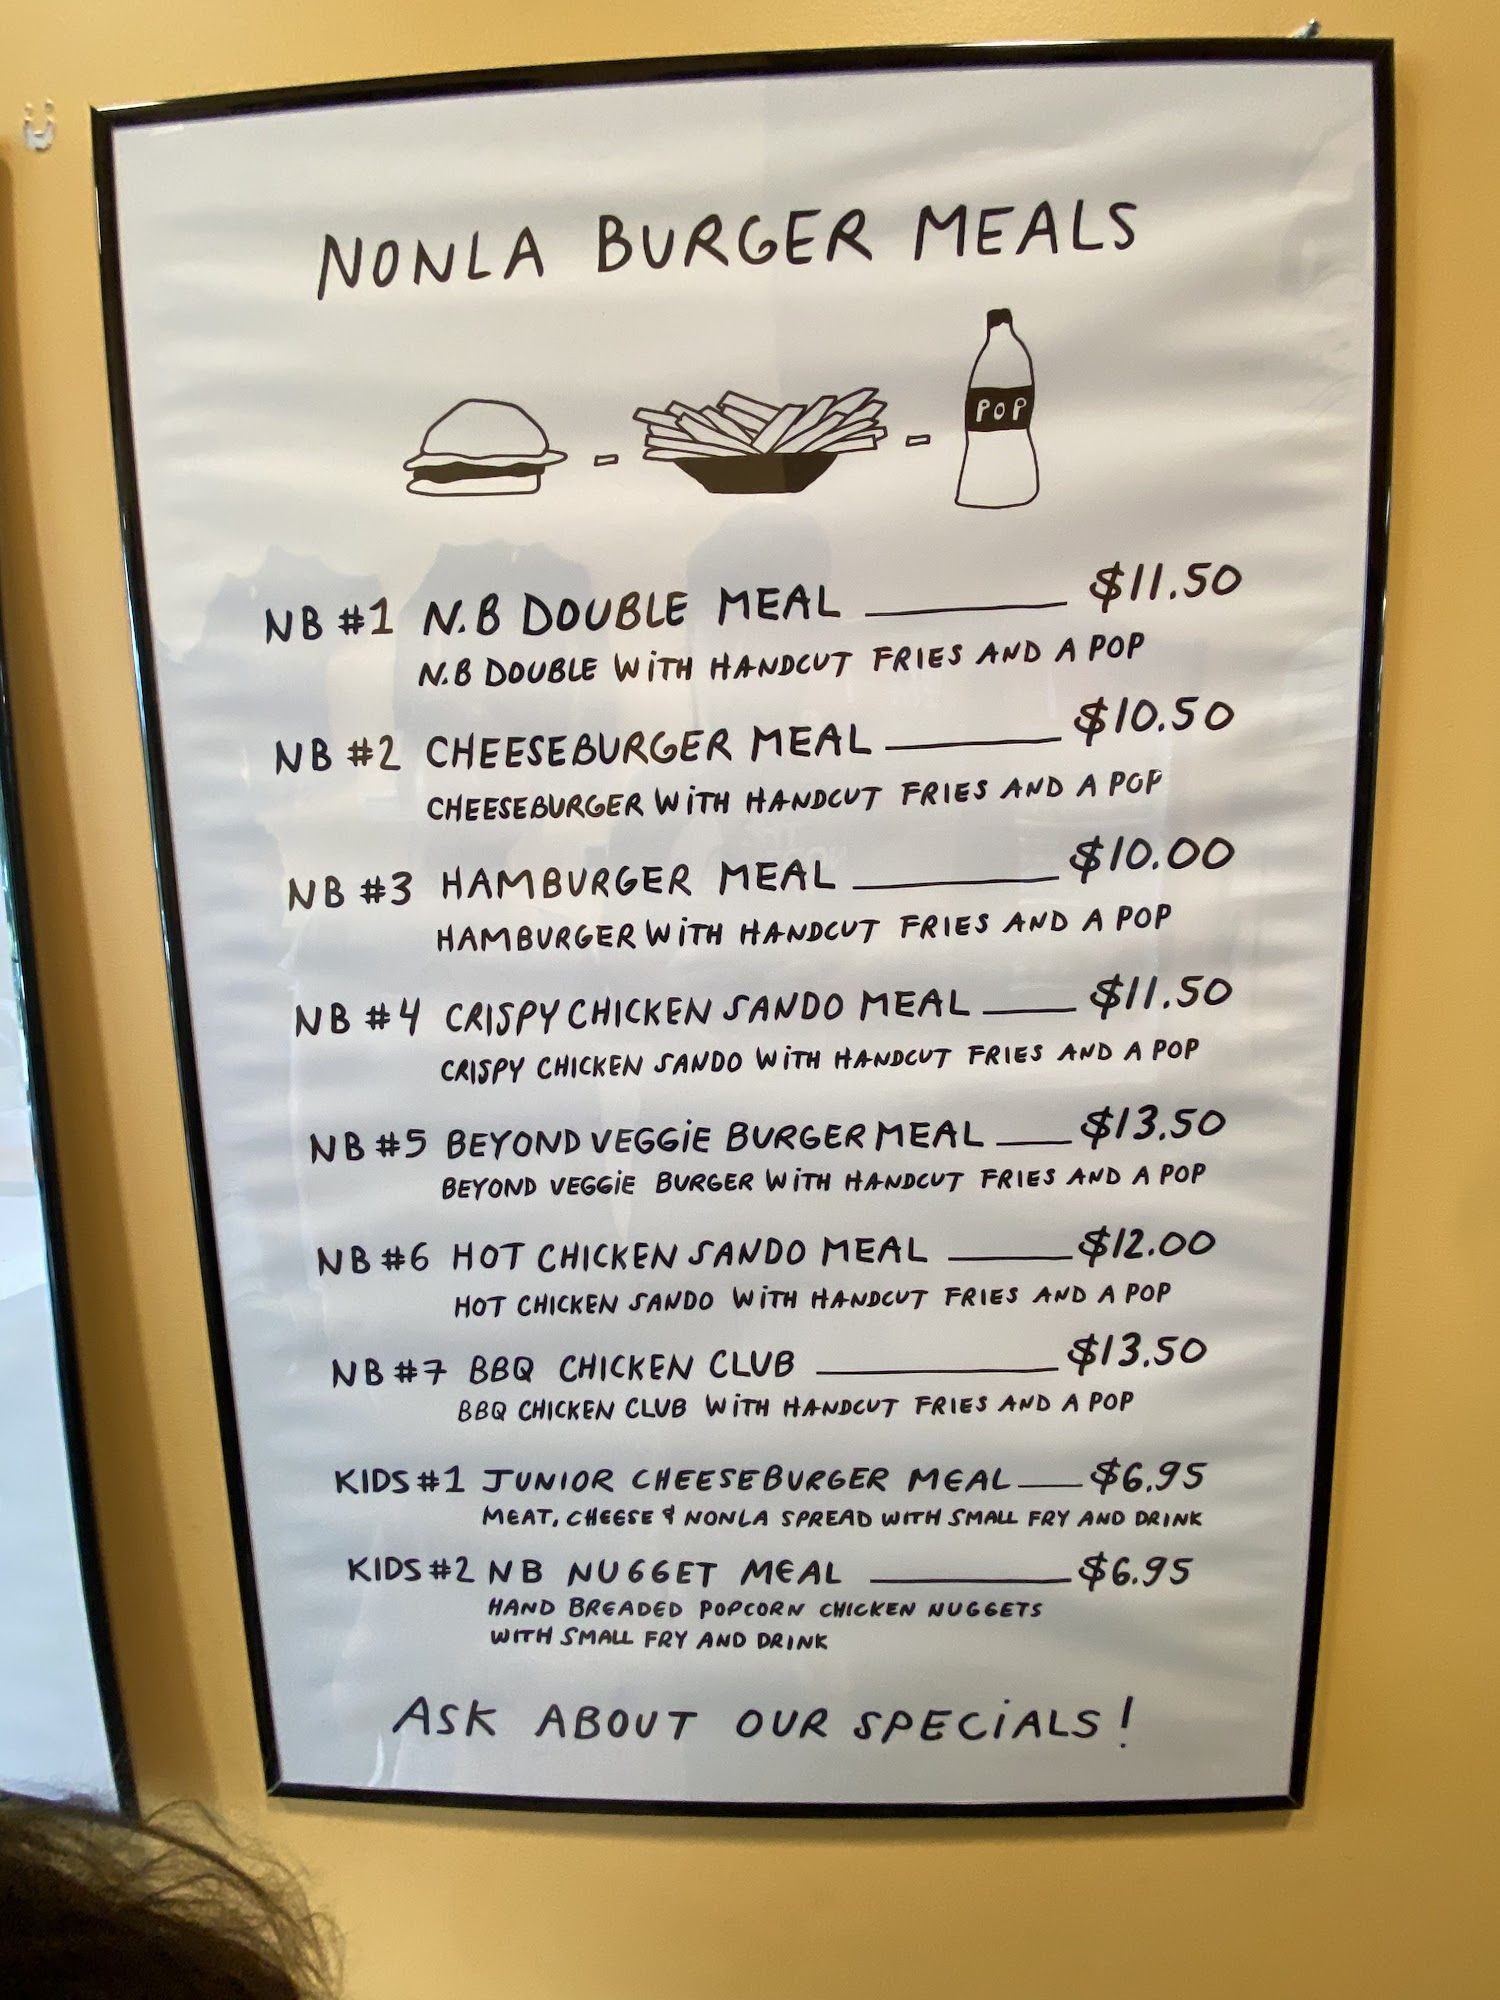 NONLA BURGER MEALS
POP
NB #1 N.B DOUBLE MEAL $11.50
N.B DOUBLE WITH HANDCUT FRIES AND A POP
NB #2 CHEESEBURGER MEAL $10.50
CHEESEBURGER WITH HANDCUT FRIES AND A POP
NB #3 HAMBURGER MEAL $10.00
HAMBURGER WITH HANDCUT FRIES AND A POP
NB #4 CRISPY CHICKEN SANDO MEAL $11.50
CRISPY CHICKEN SANDO WITH HANDCUT FRIES AND A POP
NB #5 BEYOND VEGGIE BURGER MEAL $13.50
BEYOND VEGGIE BURGER WITH HANDCUT FRIES AND A POP
NB #6 HOT CHICKEN SANDO MEAL $12.00
HOT CHICKEN SANDO WITH HANDCUT FRIES AND A POP
NB #7 BBQ CHICKEN CLUB $13.50
BBQ CHICKEN CLUB WITH HANDCUT FRIES AND A POP
KIDS #1 JUNIOR CHEESEBURGER MEAL $6.95
MEAT, CHEESE & NONLA SPREAD WITH SMALL FRY AND DRINK
KIDS #2 NB NUGGET MEAL $6.95
HAND BREADED POPCORN CHICKEN NUGGETS
WITH SMALL FRY AND DRINK
ASK ABOUT OUR SPECIALS!